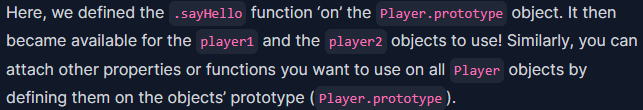 Here, we defined the .sayHello function ‘on’ the Player.prototype object. It then
became available for the player1 and the player2 objects to use! Similarly, you can
attach other properties or functions you want to use on all Player objects by
defining them on the objects’ prototype (Player.prototype).